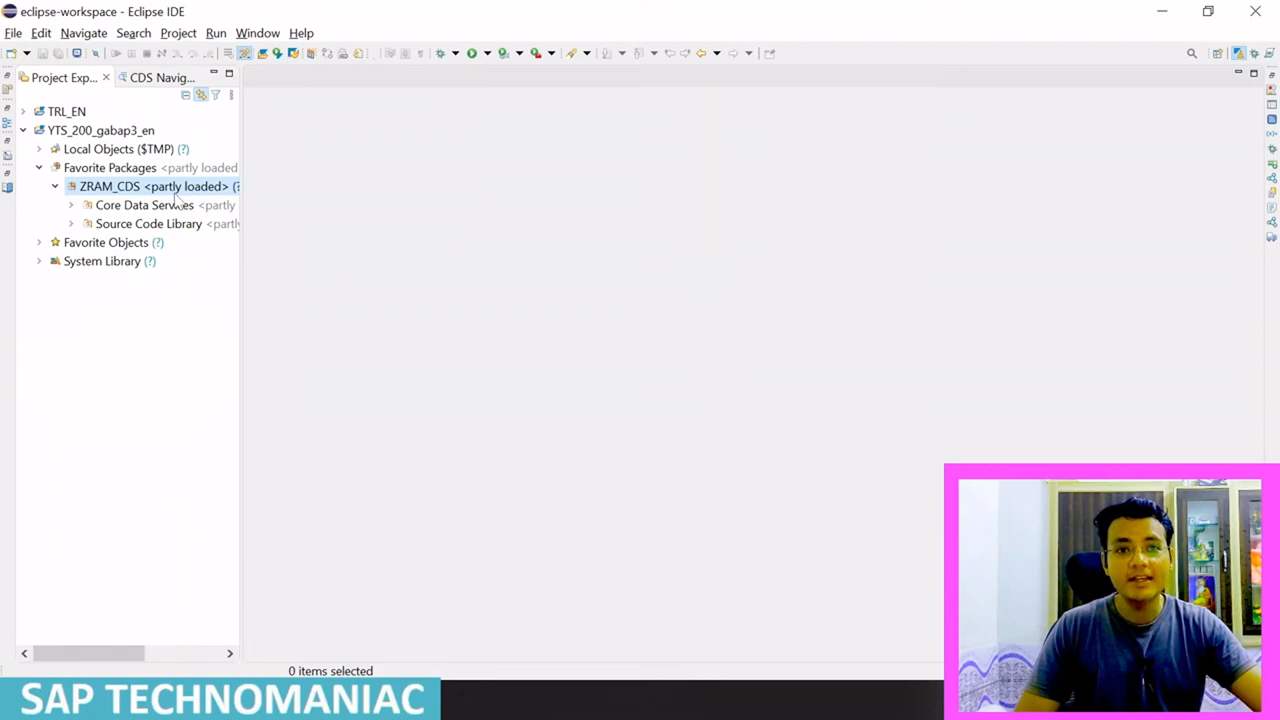 eclipse-workspace - Eclipse IDE
File Edit Navigate Search Project Run Window Help
Project Exp... CDS Navig...
TRL_EN
YTS_200_gabap3_en
Local Objects ($TMP) (?)
Favorite Packages <partly loaded
ZRAM_CDS <partly loaded> (?
Core Data Services <partly
Source Code Library <partly
Favorite Objects (?)
System Library (?)
0 items selected
SAP TECHNOMANIAC